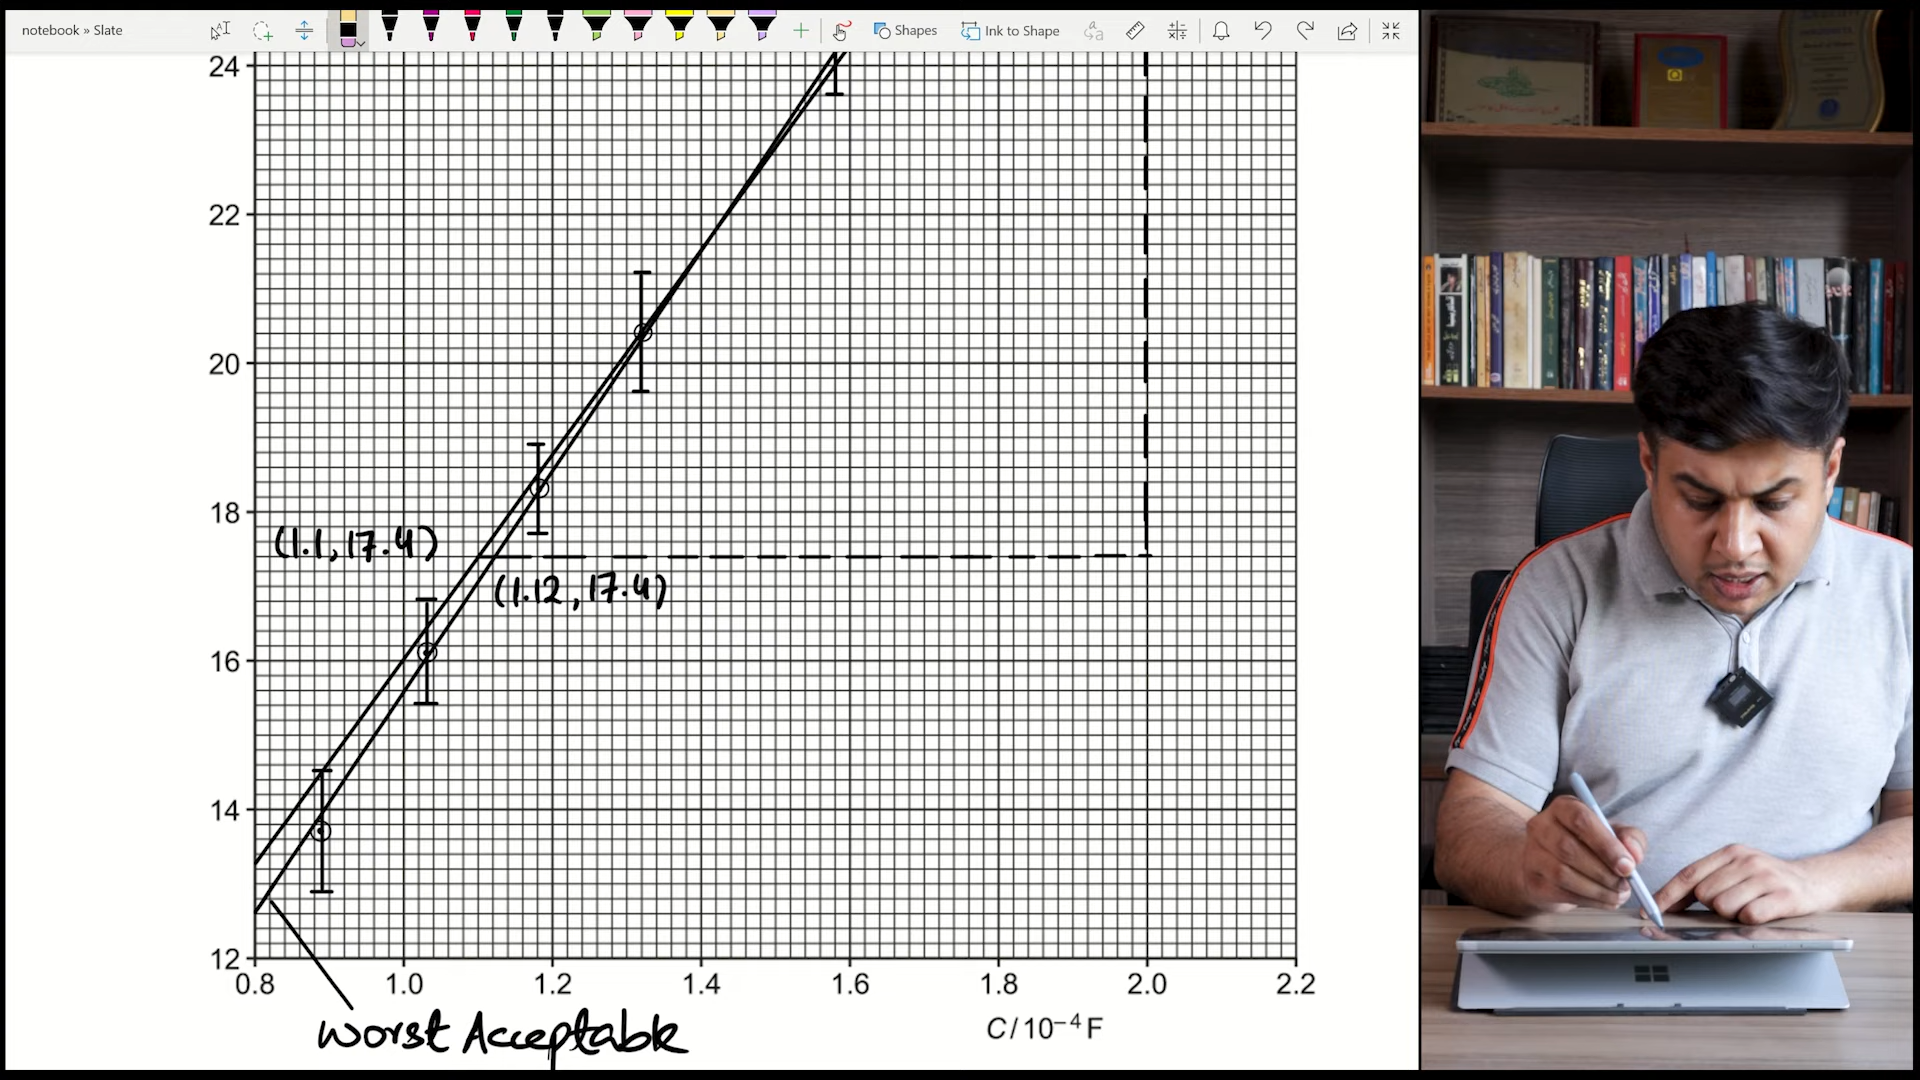 notebook » Slate
Shapes
Ink to Shape
24
22
20
18
16
14
12
(1.1, 17.4)
(1.12, 17.4)
0.8 1.0 1.2 1.4 1.6 1.8 2.0 2.2
C/10⁻⁴ F
Worst Acceptable